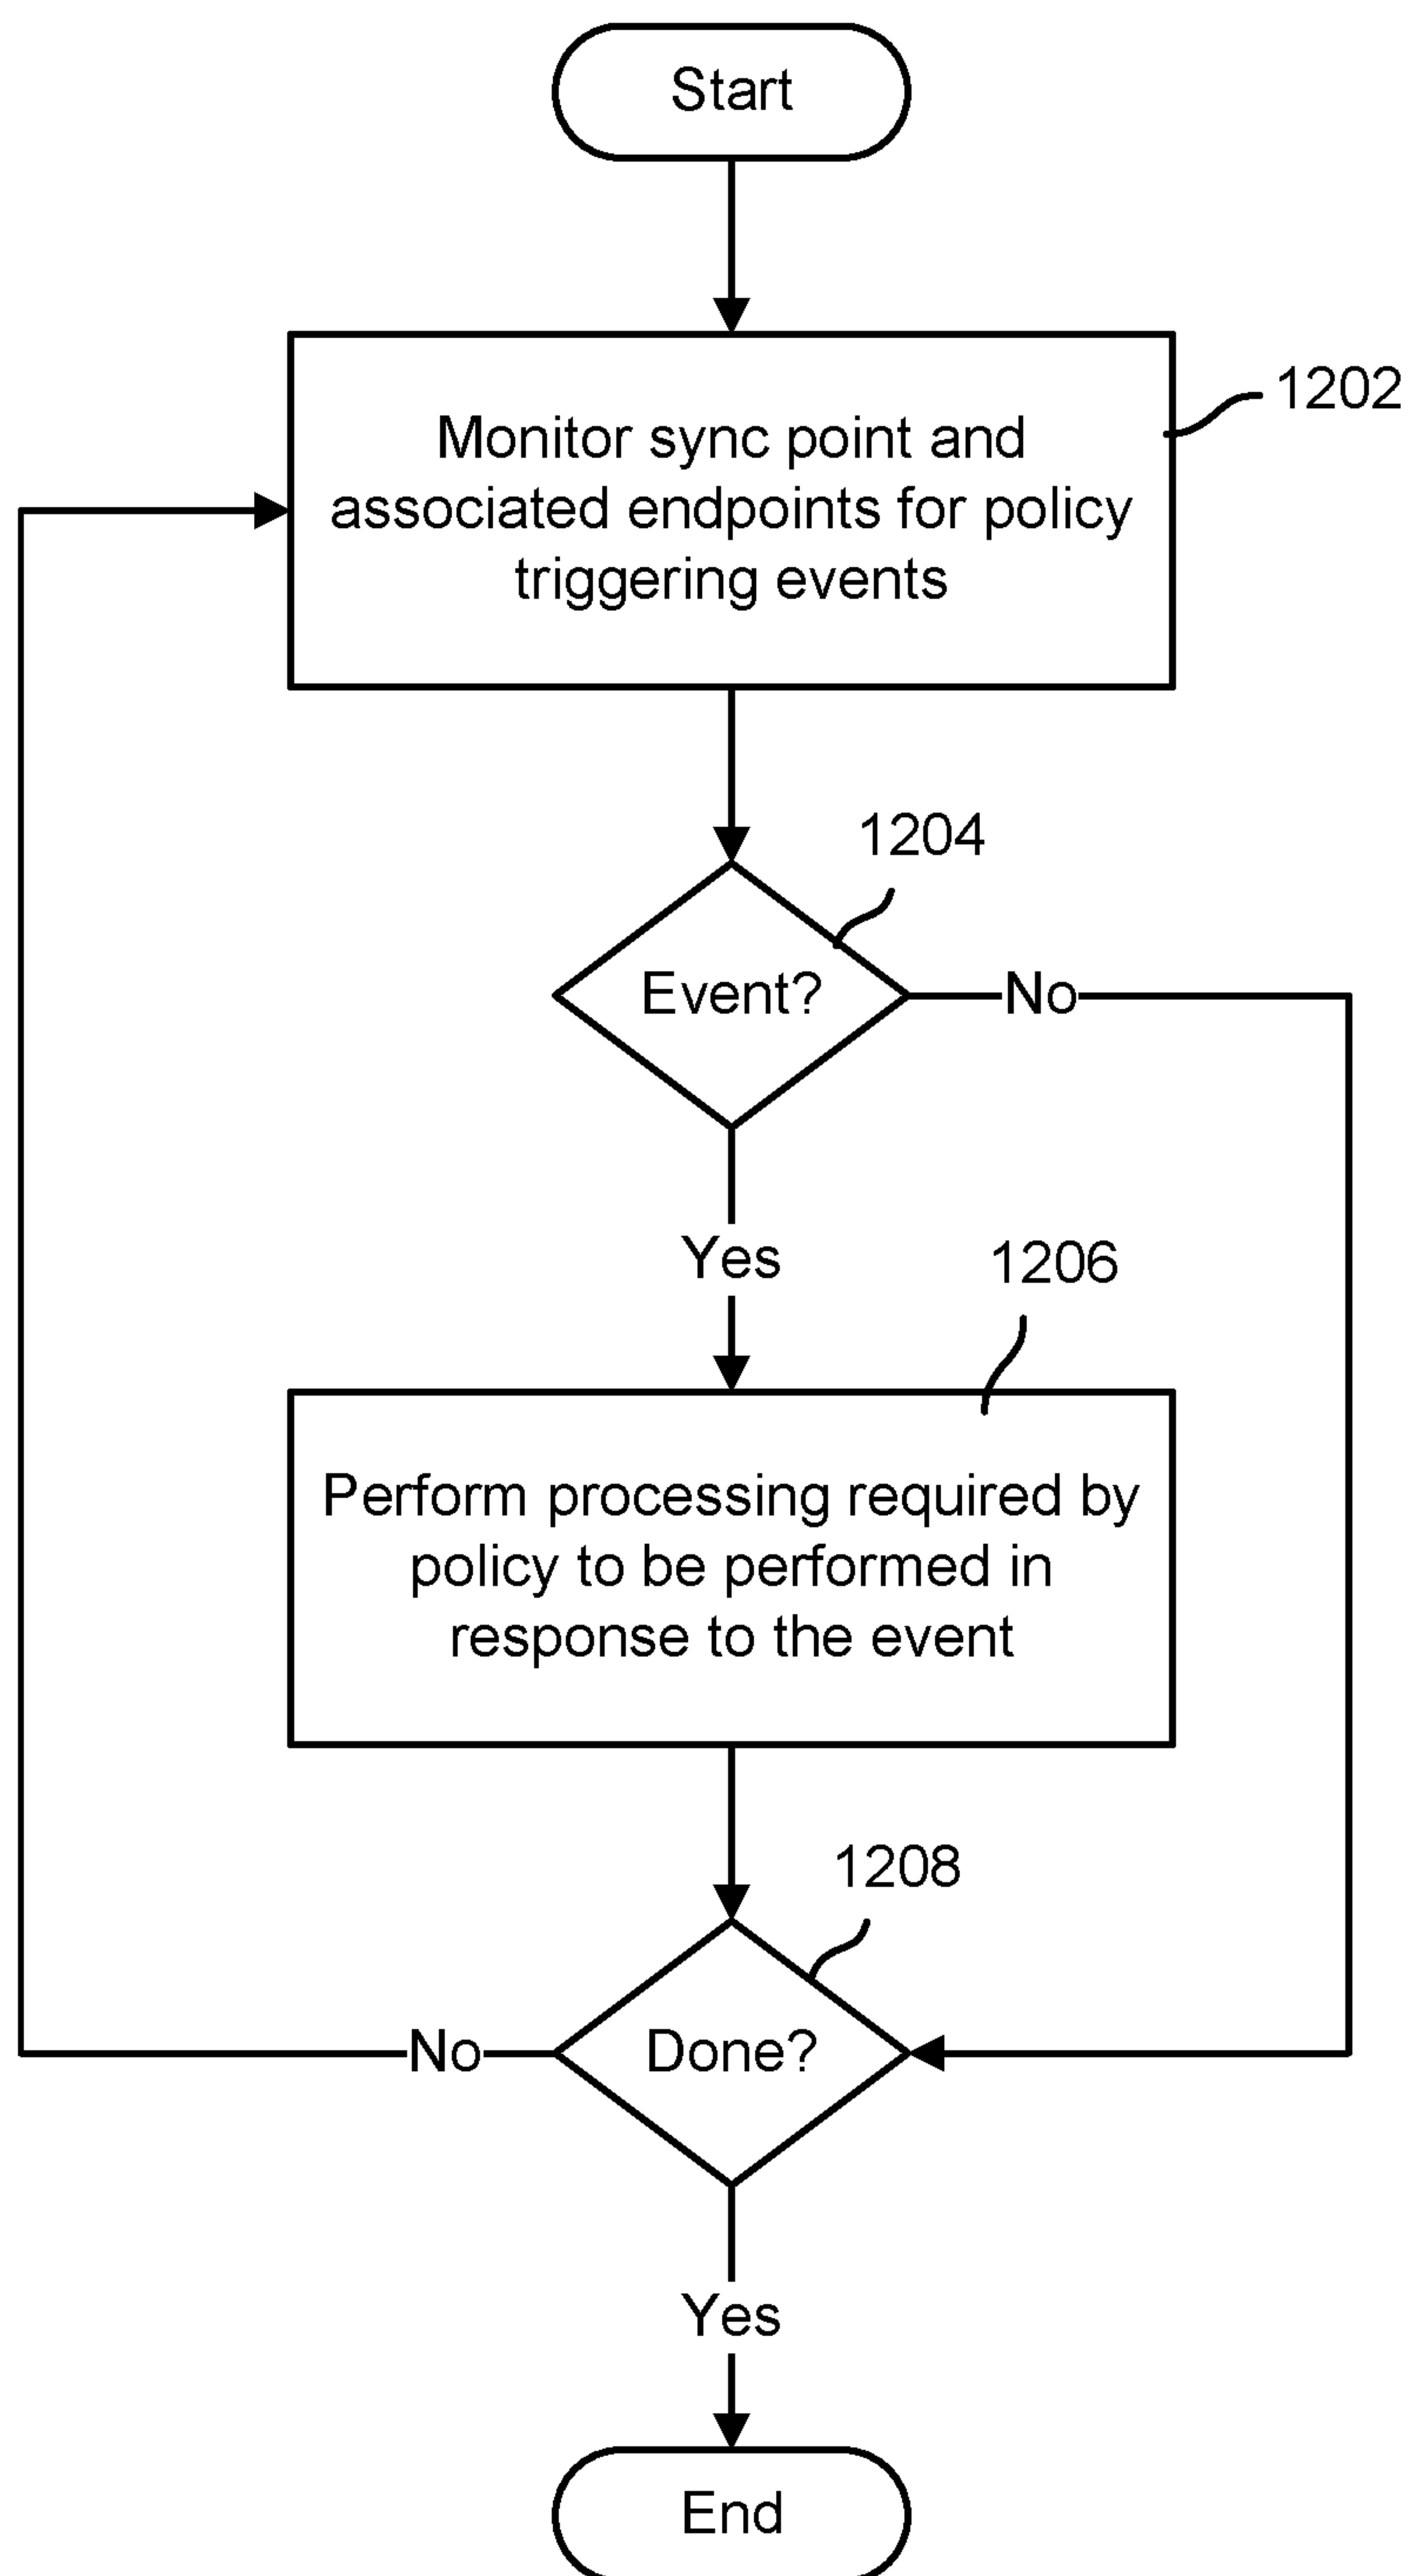 Start
Monitor sync point and
associated endpoints for policy
triggering events
1202
1204
Event?
No
Yes
1206
Perform processing required by
policy to be performed in
response to the event
1208
No
Done?
Yes
End